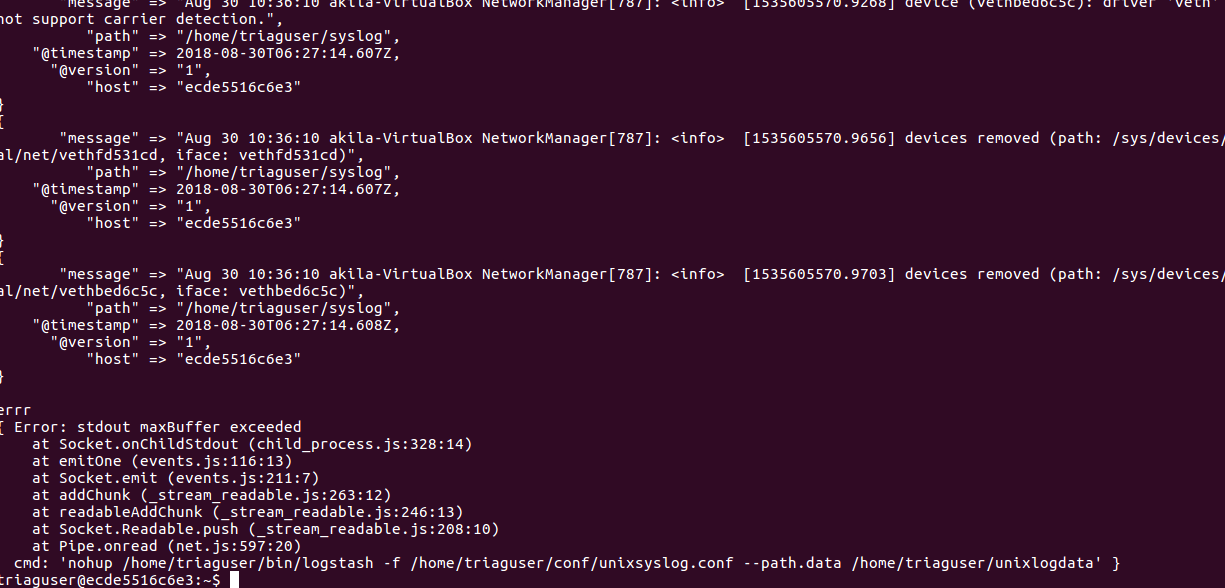 "message" => "Aug 30 10:36:10 akila-VirtualBox NetworkManager[787]: <info>  [1535605570.9268] device (vethbed6c5c): driver 'veth'
not support carrier detection.",
          "path" => "/home/triaguser/syslog",
    "@timestamp" => 2018-08-30T06:27:14.607Z,
      "@version" => "1",
          "host" => "ecde5516c6e3"
}
{
       "message" => "Aug 30 10:36:10 akila-VirtualBox NetworkManager[787]: <info>  [1535605570.9656] devices removed (path: /sys/devices/
al/net/vethfd531cd, iface: vethfd531cd)",
          "path" => "/home/triaguser/syslog",
    "@timestamp" => 2018-08-30T06:27:14.607Z,
      "@version" => "1",
          "host" => "ecde5516c6e3"
}
{
       "message" => "Aug 30 10:36:10 akila-VirtualBox NetworkManager[787]: <info>  [1535605570.9703] devices removed (path: /sys/devices/
al/net/vethbed6c5c, iface: vethbed6c5c)",
          "path" => "/home/triaguser/syslog",
    "@timestamp" => 2018-08-30T06:27:14.608Z,
      "@version" => "1",
          "host" => "ecde5516c6e3"
}
errr
{ Error: stdout maxBuffer exceeded
    at Socket.onChildStdout (child_process.js:328:14)
    at emitOne (events.js:116:13)
    at Socket.emit (events.js:211:7)
    at addChunk (_stream_readable.js:263:12)
    at readableAddChunk (_stream_readable.js:246:13)
    at Socket.Readable.push (_stream_readable.js:208:10)
    at Pipe.onread (net.js:597:20)
  cmd: 'nohup /home/triaguser/bin/logstash -f /home/triaguser/conf/unixsyslog.conf --path.data /home/triaguser/unixlogdata' }
triaguser@ecde5516c6e3:~$